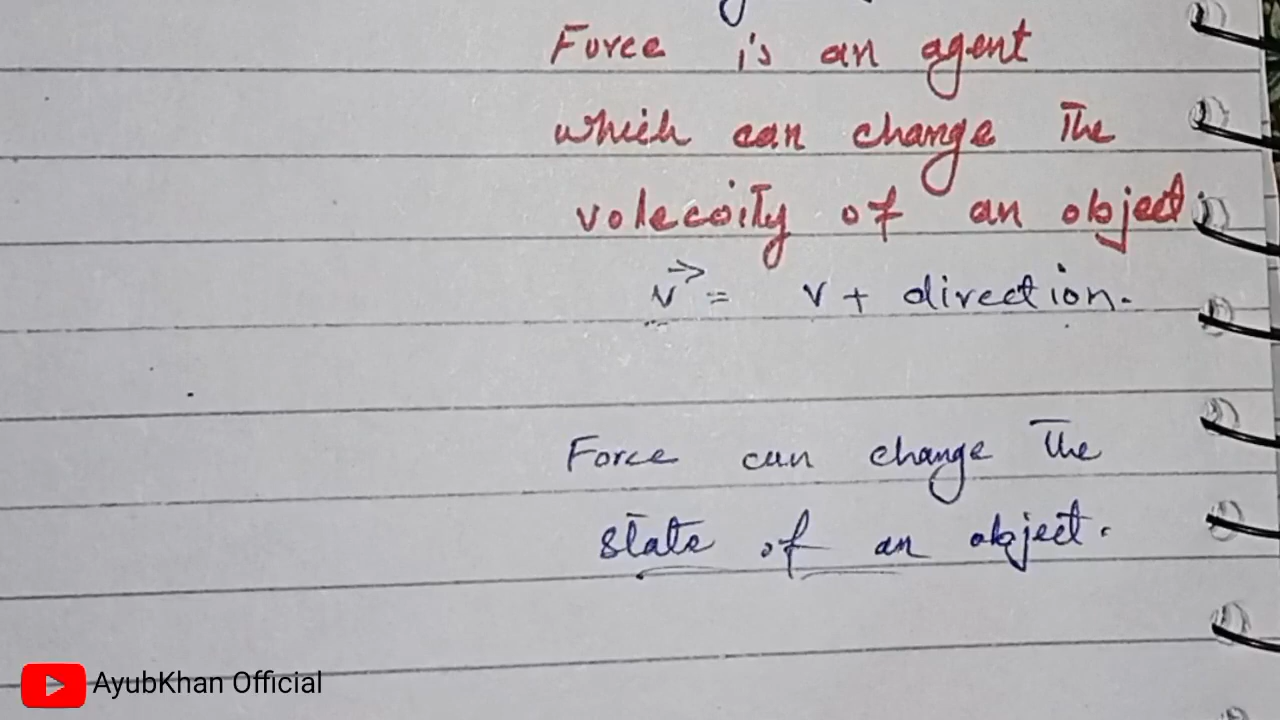 Force is an agent
which can change The
volecoity of an object.
v⃗ = v + direction.
Force can change The
state of an object.
AyubKhan Official